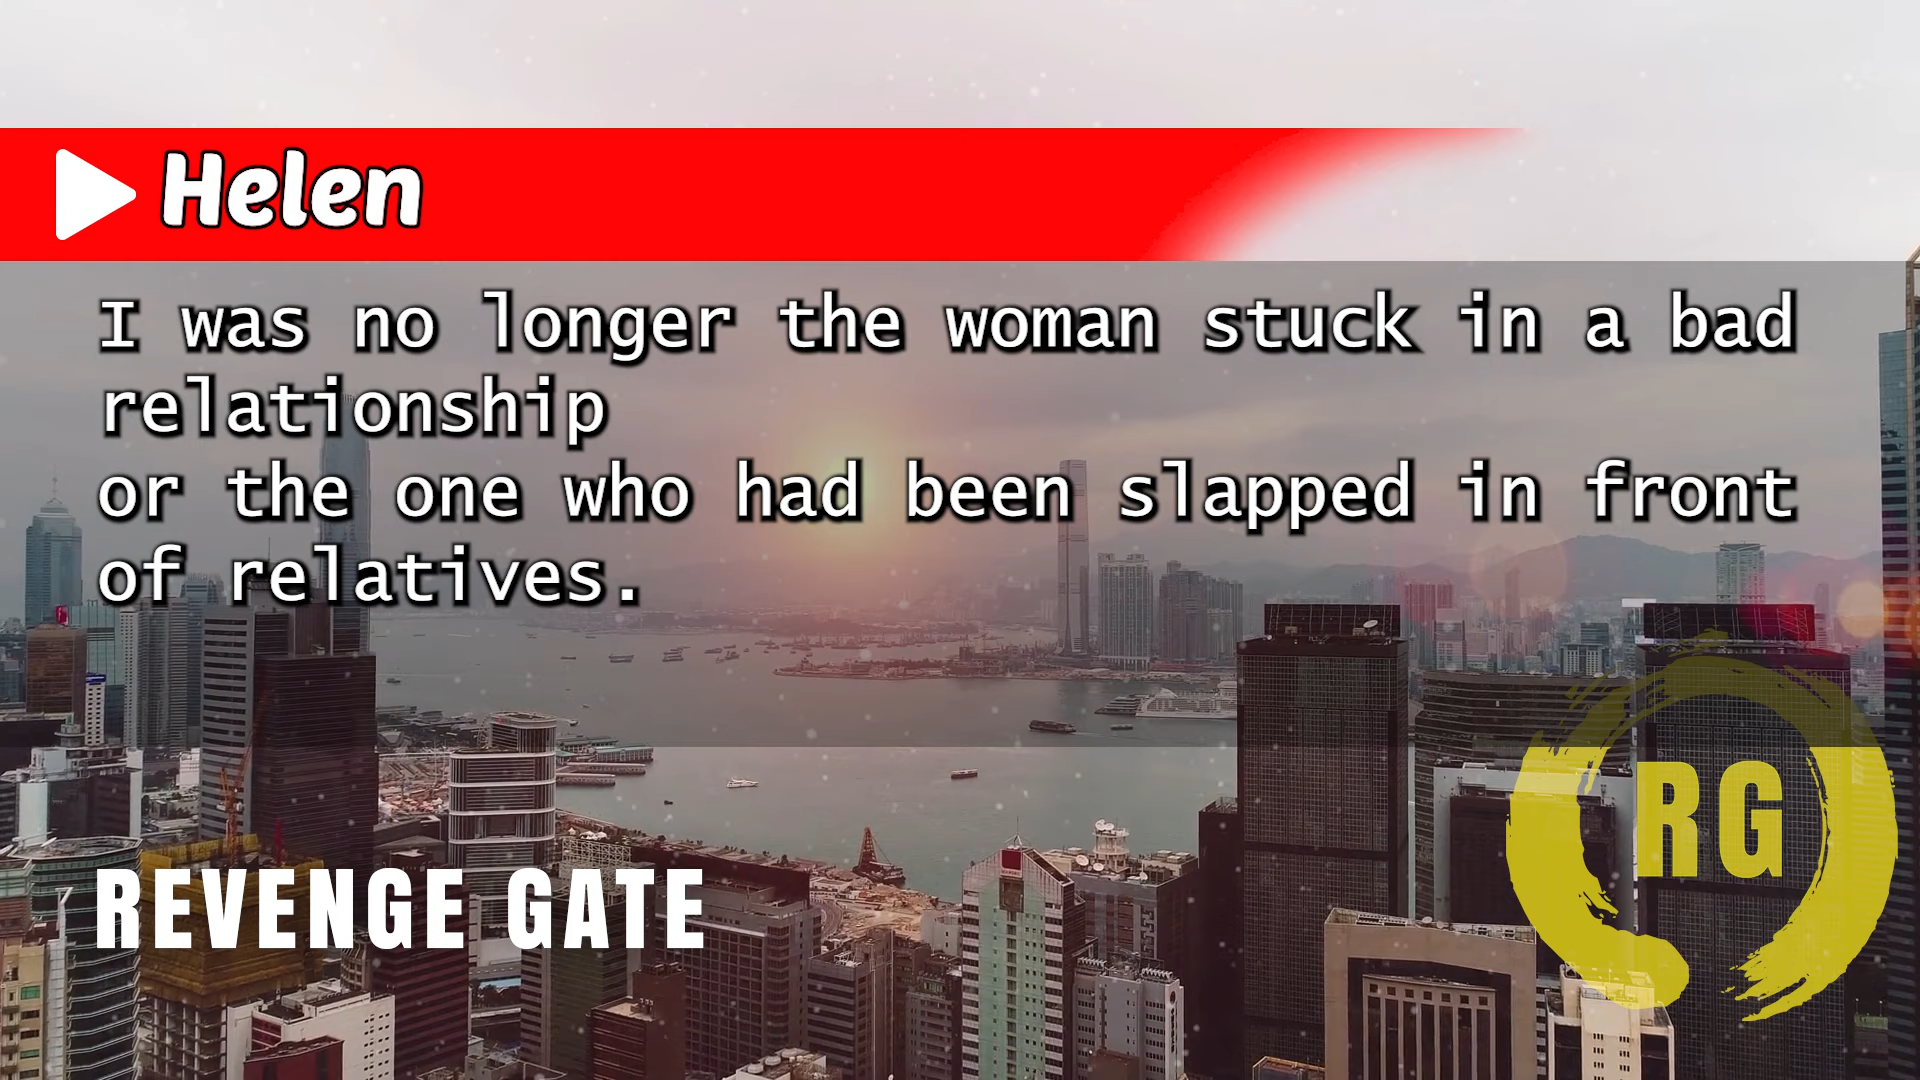 Helen
I was no longer the woman stuck in a bad
relationship
or the one who had been slapped in front
of relatives.
RG
REVENGE GATE